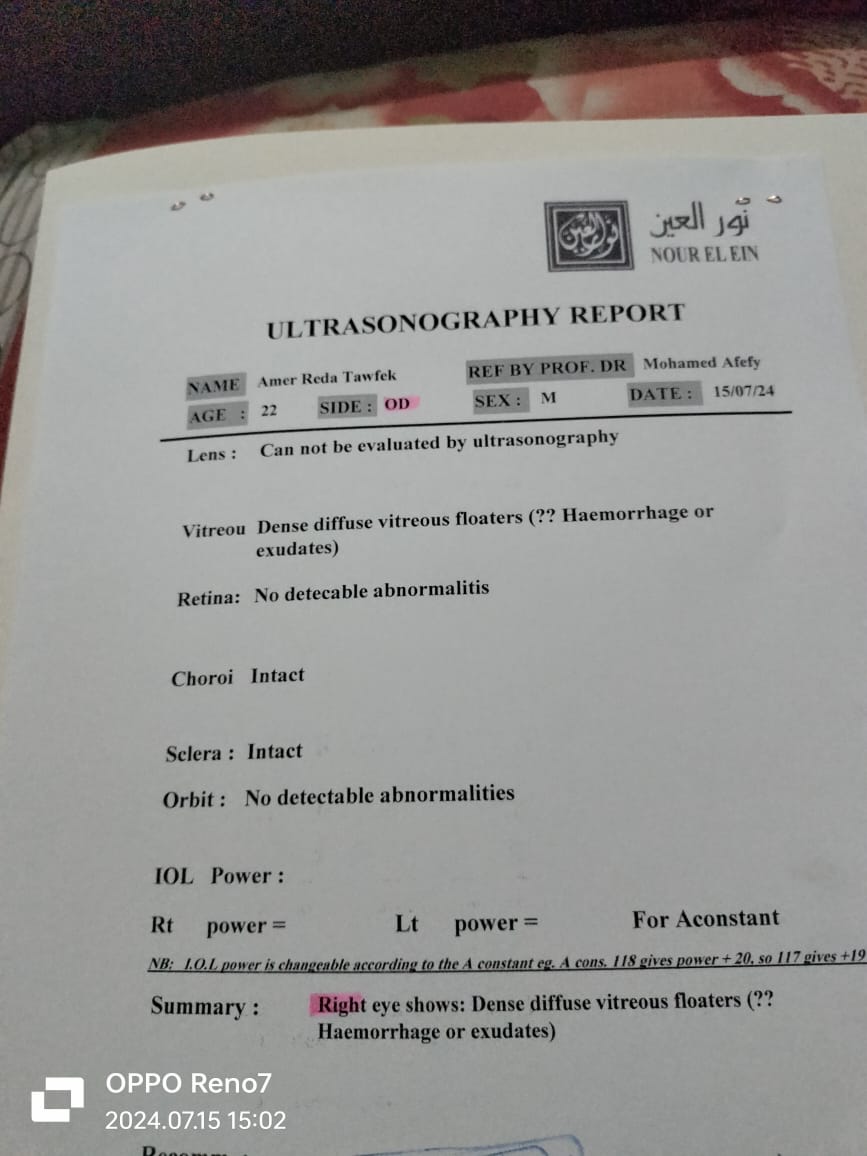 نور العين
NOUR EL EIN
ULTRASONOGRAPHY REPORT
NAME Amer Reda Tawfek REF BY PROF. DR Mohamed Afefy
AGE : 22 SIDE : OD SEX : M DATE : 15/07/24
Lens : Can not be evaluated by ultrasonography
Vitreou Dense diffuse vitreous floaters (?? Haemorrhage or
exudates)
Retina: No detecable abnormalitis
Choroi Intact
Sclera : Intact
Orbit : No detectable abnormalities
IOL Power :
Rt power = Lt power = For Aconstant
NB: I.O.L power is changeable according to the A constant eg. A cons. 118 gives power + 20, so 117 gives +19
Summary : Right eye shows: Dense diffuse vitreous floaters (??
Haemorrhage or exudates)
OPPO Reno7
2024.07.15 15:02